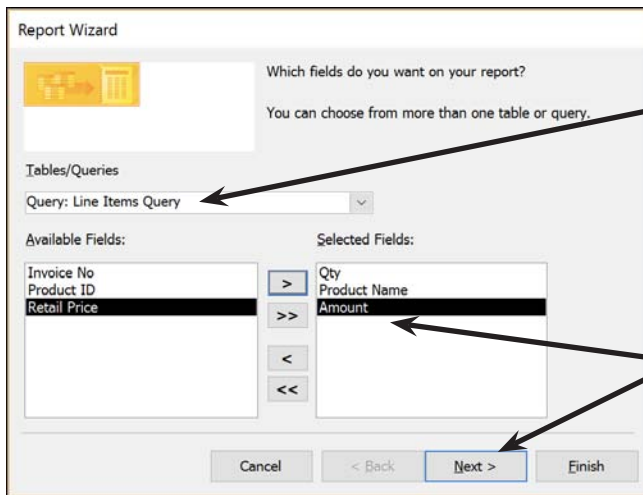 Report Wizard
Which fields do you want on your report?
You can choose from more than one table or query.
Tables/Queries
Query: Line Items Query
Available Fields:
Selected Fields:
Invoice No
Product ID
Retail Price
>
>>
<
<<
Qty
Product Name
Amount
Cancel
< Back
Next >
Finish